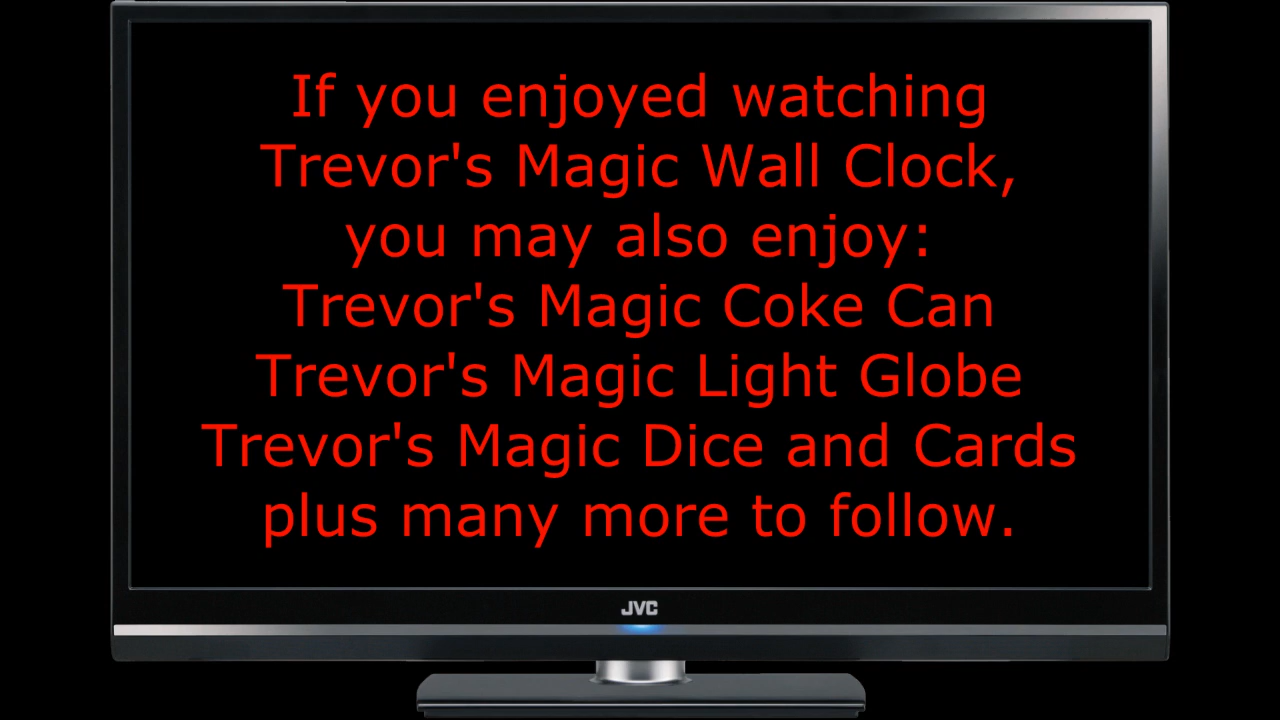 If you enjoyed watching
Trevor's Magic Wall Clock,
you may also enjoy:
Trevor's Magic Coke Can
Trevor's Magic Light Globe
Trevor's Magic Dice and Cards
plus many more to follow.
JVC